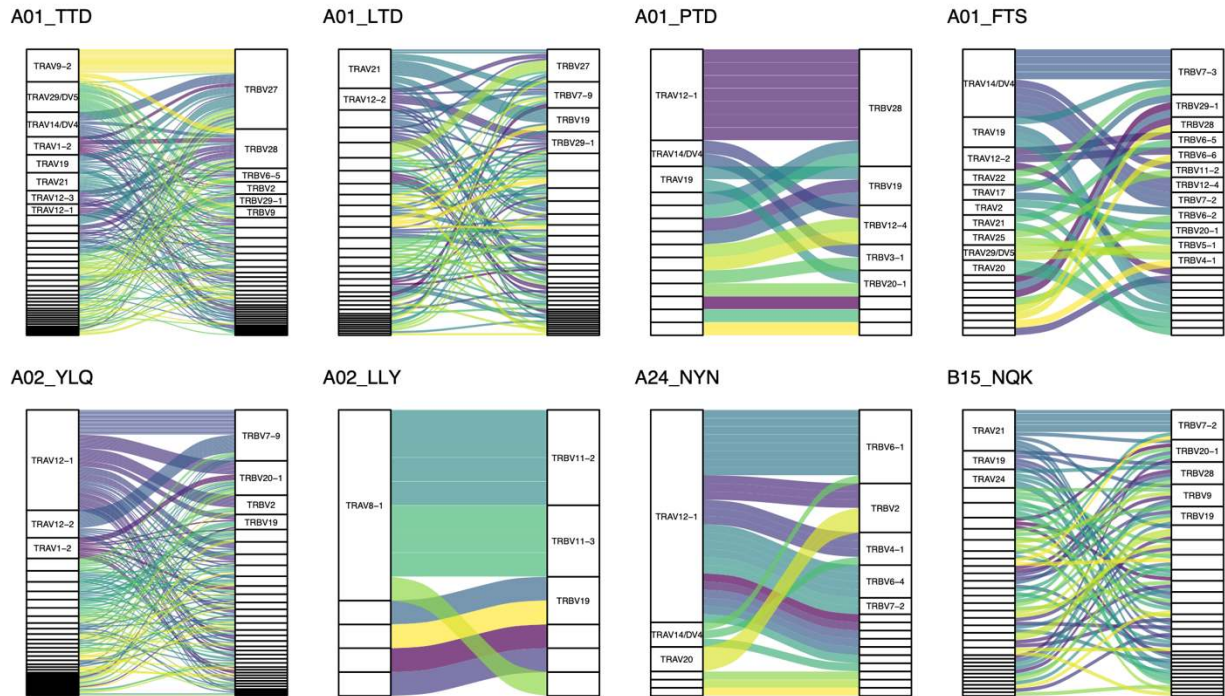 A01_TTD
TRAV9-2
TRAV29/DV5
TRAV14/DV4
TRAV1-2
TRAV19
TRAV21
TRAV12-3
TRAV12-1
TRBV27
TRBV28
TRBV6-5
TRBV2
TRBV29-1
TRBV9
A01_LTD
TRAV21
TRAV12-2
TRBV27
TRBV7-9
TRBV19
TRBV29-1
A01_PTD
TRAV12-1
TRAV14/DV4
TRAV19
TRBV28
TRBV19
TRBV12-4
TRBV3-1
TRBV20-1
A01_FTS
TRAV14/DV4
TRAV19
TRAV12-2
TRAV22
TRAV17
TRAV2
TRAV21
TRAV25
TRAV29/DV5
TRAV20
TRBV7-3
TRBV29-1
TRBV28
TRBV6-5
TRBV6-6
TRBV11-2
TRBV12-4
TRBV7-2
TRBV6-2
TRBV20-1
TRBV5-1
TRBV4-1
A02_YLQ
TRAV12-1
TRAV12-2
TRAV1-2
TRBV7-9
TRBV20-1
TRBV2
TRBV19
A02_LLY
TRAV8-1
TRBV11-2
TRBV11-3
TRBV19
A24_NYN
TRAV12-1
TRAV14/DV4
TRAV20
TRBV6-1
TRBV2
TRBV4-1
TRBV6-4
TRBV7-2
B15_NQK
TRAV21
TRAV19
TRAV24
TRBV7-2
TRBV20-1
TRBV28
TRBV9
TRBV19